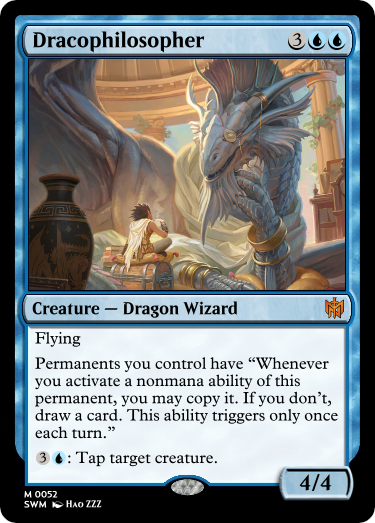 Dracophilosopher 3UU
Creature — Dragon Wizard
Flying
Permanents you control have “Whenever
you activate a nonmana ability of this
permanent, you may copy it. If you don’t,
draw a card. This ability triggers only once
each turn.”
3U: Tap target creature.
4/4
M 0052
SWM HAO ZZZ